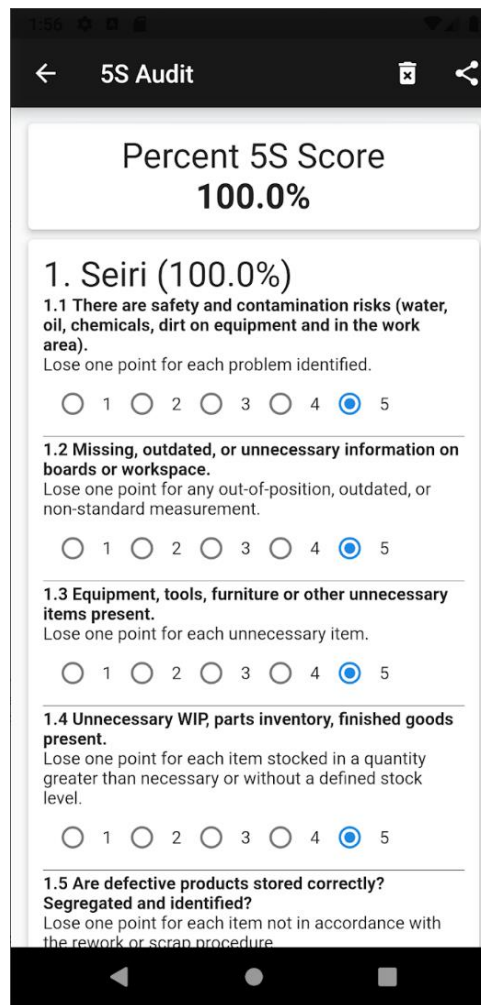 1:56
5S Audit
Percent 5S Score
100.0%
1. Seiri (100.0%)
1.1 There are safety and contamination risks (water,
oil, chemicals, dirt on equipment and in the work
area).
Lose one point for each problem identified.
1 2 3 4 5
1.2 Missing, outdated, or unnecessary information on
boards or workspace.
Lose one point for any out-of-position, outdated, or
non-standard measurement.
1 2 3 4 5
1.3 Equipment, tools, furniture or other unnecessary
items present.
Lose one point for each unnecessary item.
1 2 3 4 5
1.4 Unnecessary WIP, parts inventory, finished goods
present.
Lose one point for each item stocked in a quantity
greater than necessary or without a defined stock
level.
1 2 3 4 5
1.5 Are defective products stored correctly?
Segregated and identified?
Lose one point for each item not in accordance with
the rework or scrap procedure